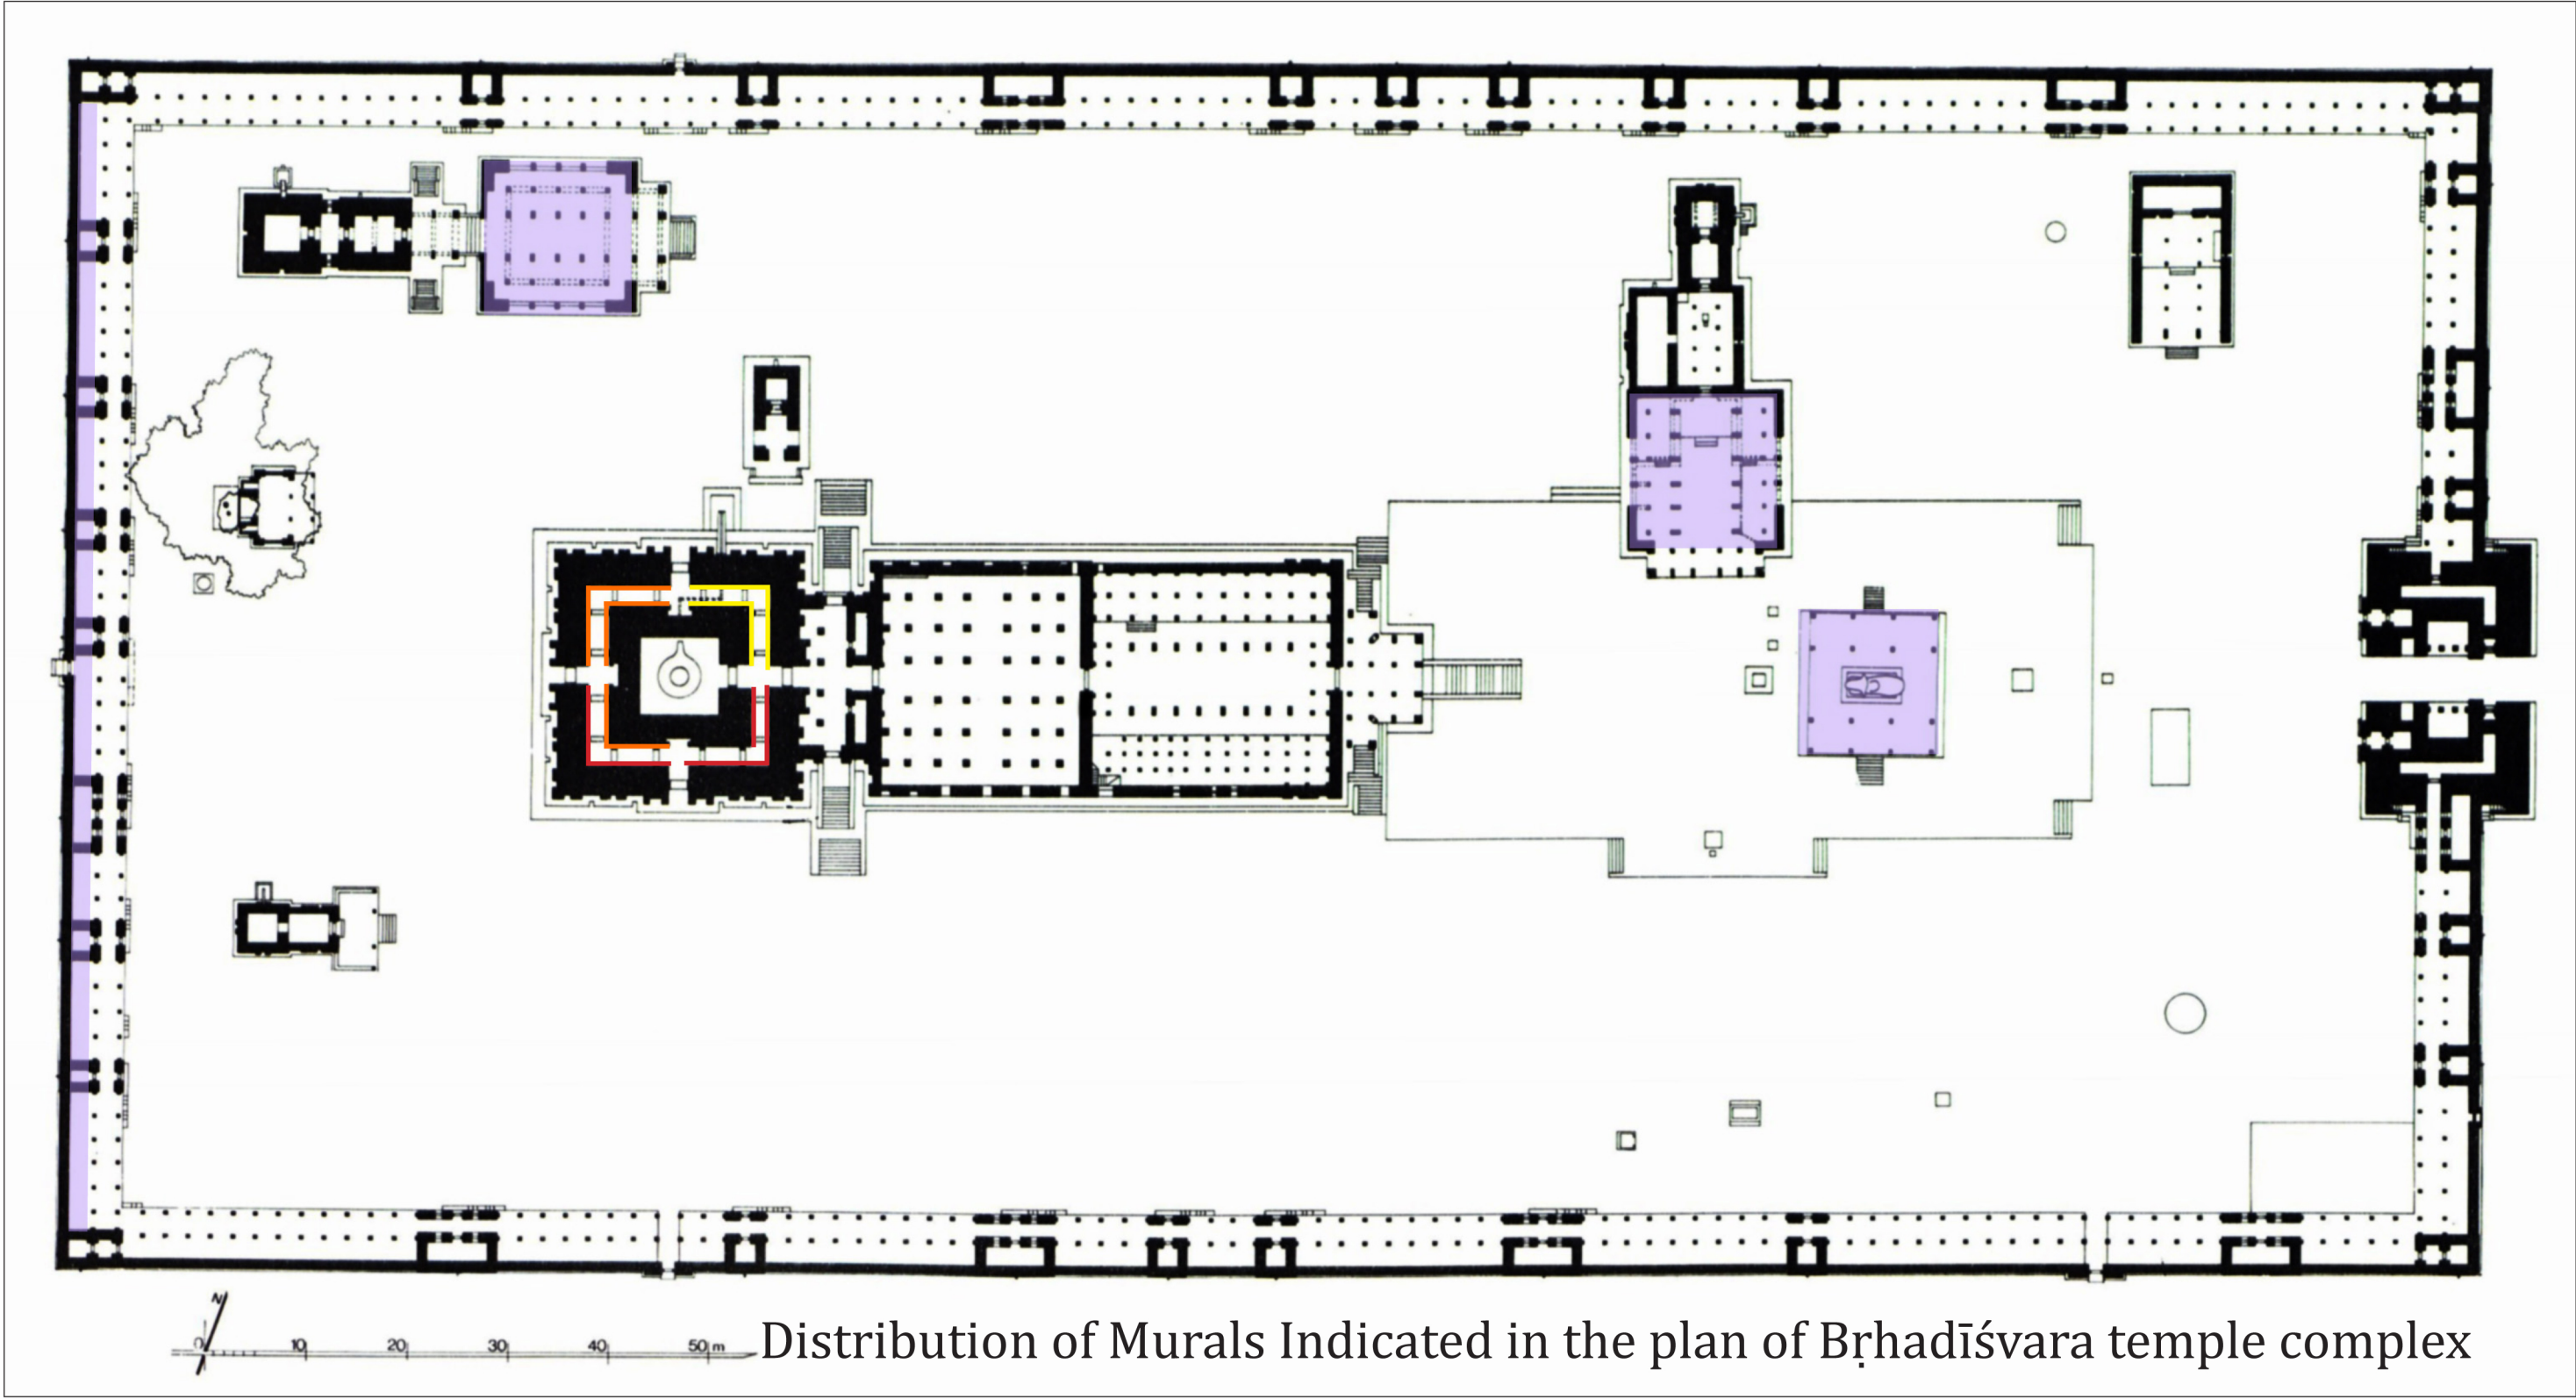 N
0 10 20 30 40 50 m
Distribution of Murals Indicated in the plan of Bṛhadīśvara temple complex